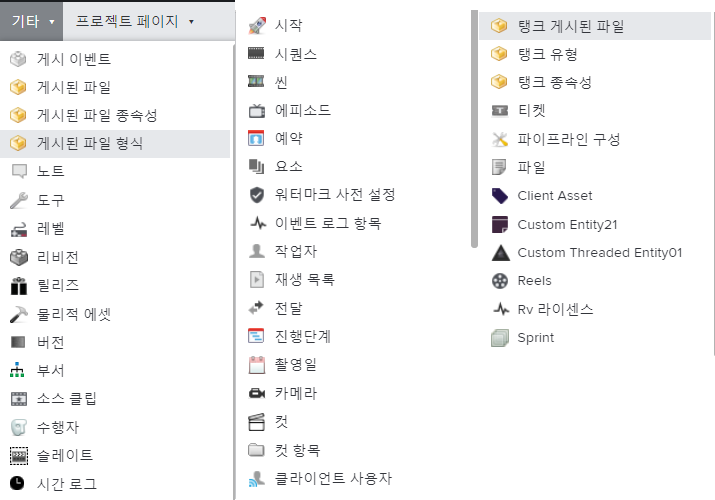 기타
프로젝트 페이지
게시 이벤트
게시된 파일
게시된 파일 종속성
게시된 파일 형식
노트
도구
레벨
리비전
릴리즈
물리적 에셋
버전
부서
소스 클립
수행자
슬레이트
시간 로그
시작
시퀀스
씬
에피소드
예약
요소
워터마크 사전 설정
이벤트 로그 항목
작업자
재생 목록
전달
진행단계
촬영일
카메라
컷
컷 항목
클라이언트 사용자
탱크 게시된 파일
탱크 유형
탱크 종속성
티켓
파이프라인 구성
파일
Client Asset
Custom Entity21
Custom Threaded Entity01
Reels
Rv 라이센스
Sprint